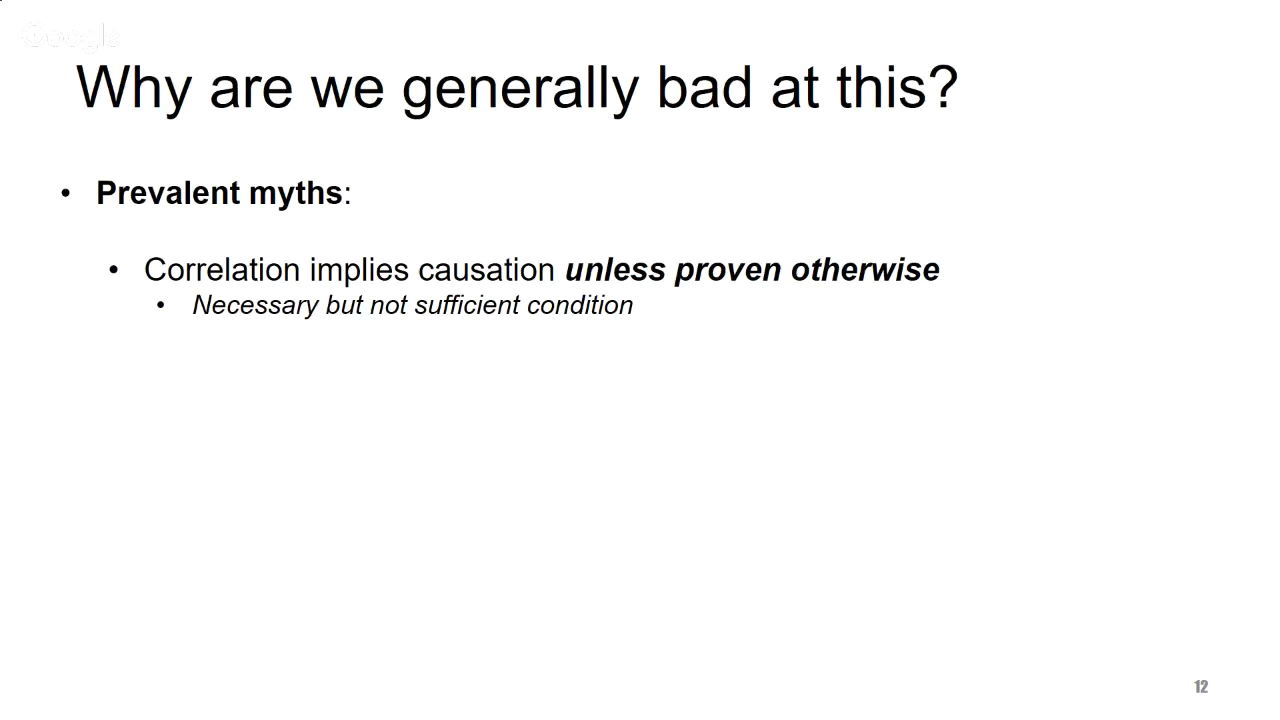 Google
Why are we generally bad at this?
• Prevalent myths:
• Correlation implies causation unless proven otherwise
• Necessary but not sufficient condition
12